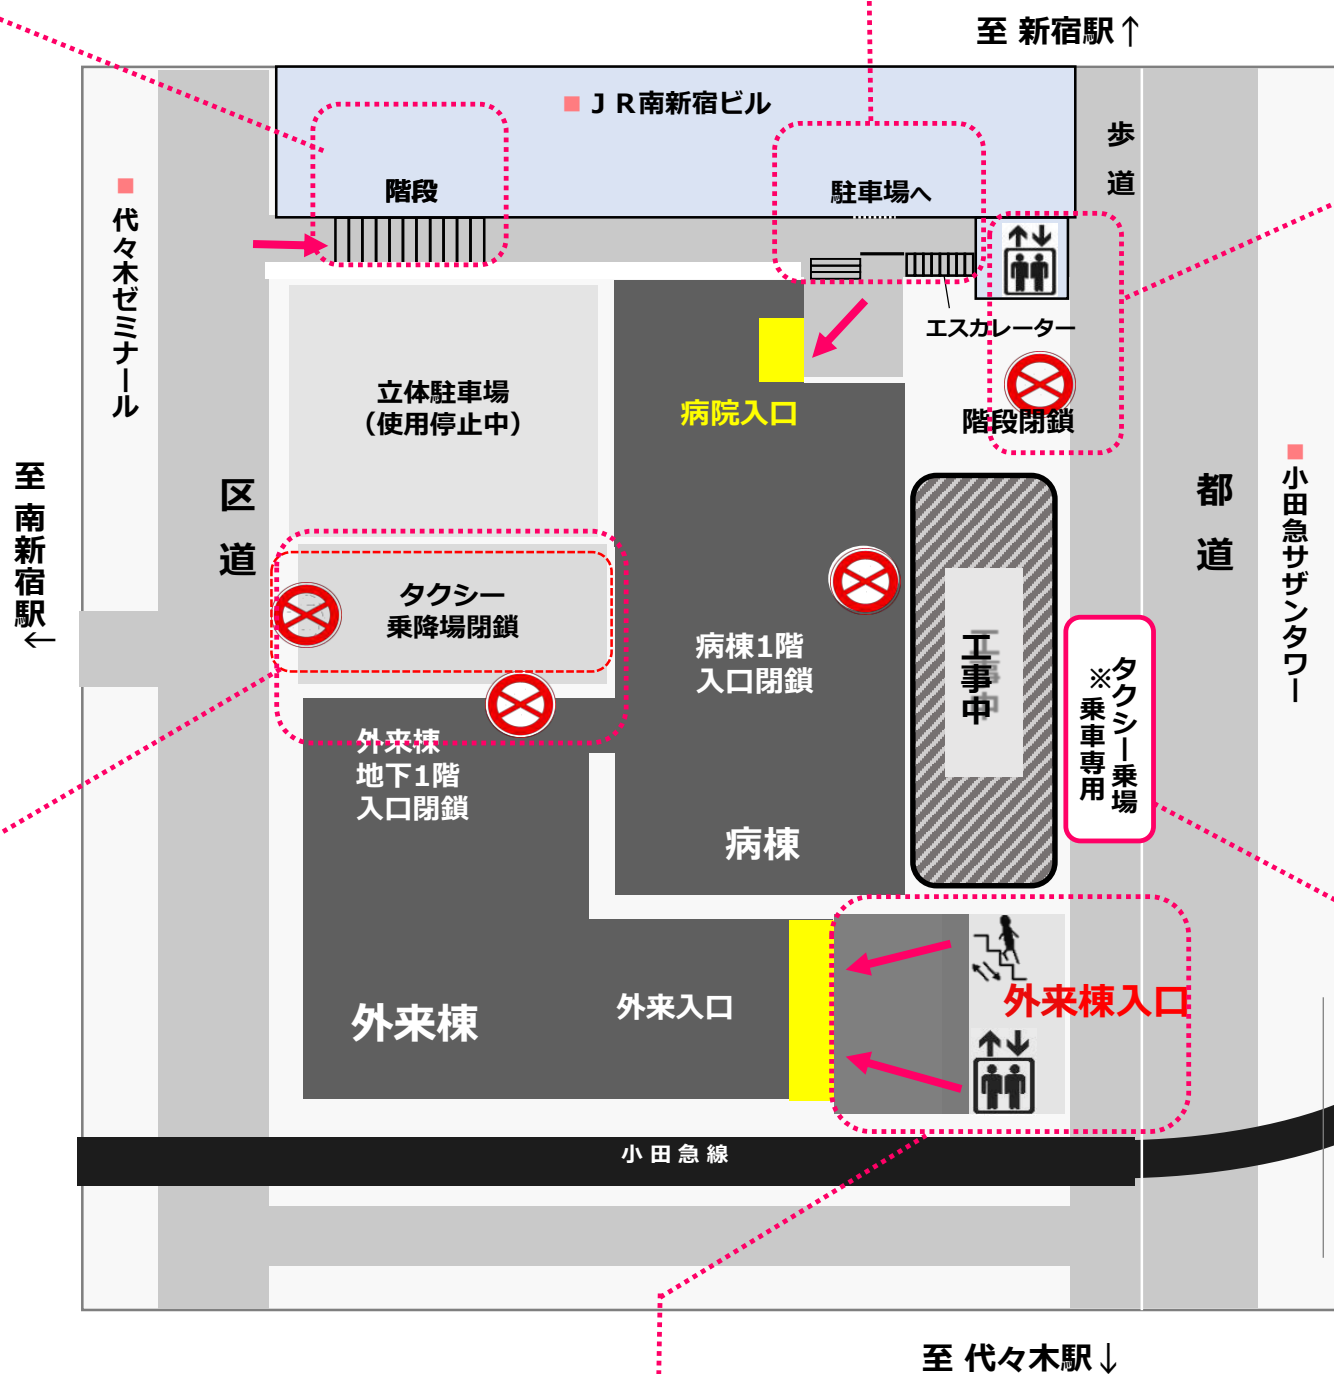 至 新宿駅↑
■ ＪＲ南新宿ビル
歩道
■ 代々木ゼミナール
階段
駐車場へ
エスカレーター
立体駐車場
（使用停止中）
病院入口
階段閉鎖
至 南新宿駅←
区道
都道
■ 小田急サザンタワー
タクシー
乗降場閉鎖
病棟1階
入口閉鎖
工事中
タクシー乗場
※乗車専用
外来棟
地下1階
入口閉鎖
病棟
外来棟
外来入口
外来棟入口
小田急線
至 代々木駅↓